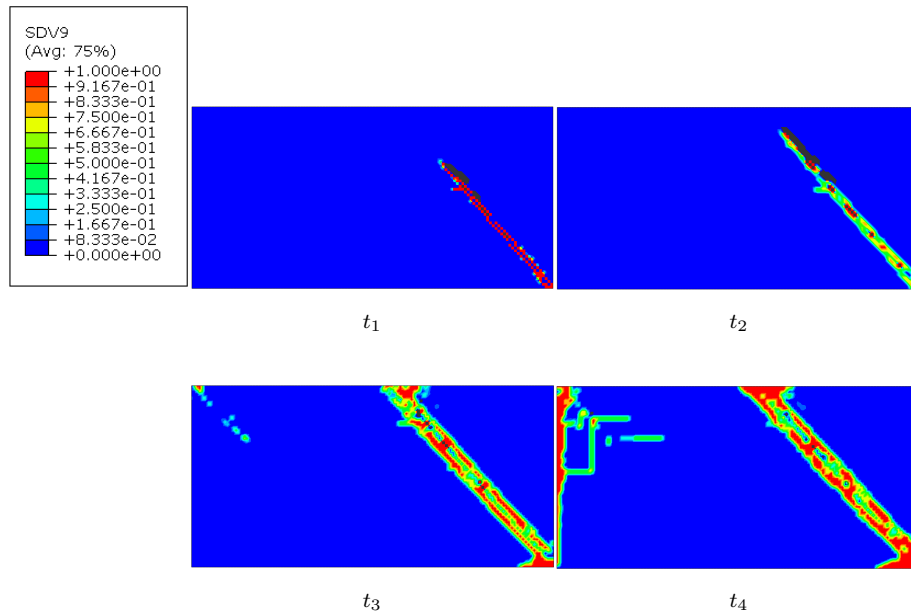 SDV9
(Avg: 75%)
+1.000e+00
+9.167e-01
+8.333e-01
+7.500e-01
+6.667e-01
+5.833e-01
+5.000e-01
+4.167e-01
+3.333e-01
+2.500e-01
+1.667e-01
+8.333e-02
+0.000e+00
t1
t2
t3
t4